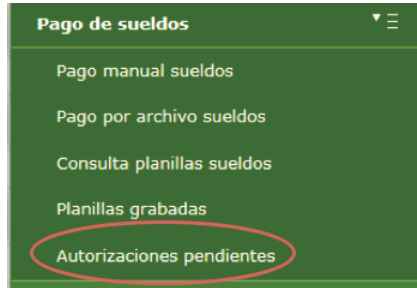 Pago de sueldos
Pago manual sueldos
Pago por archivo sueldos
Consulta planillas sueldos
Planillas grabadas
Autorizaciones pendientes